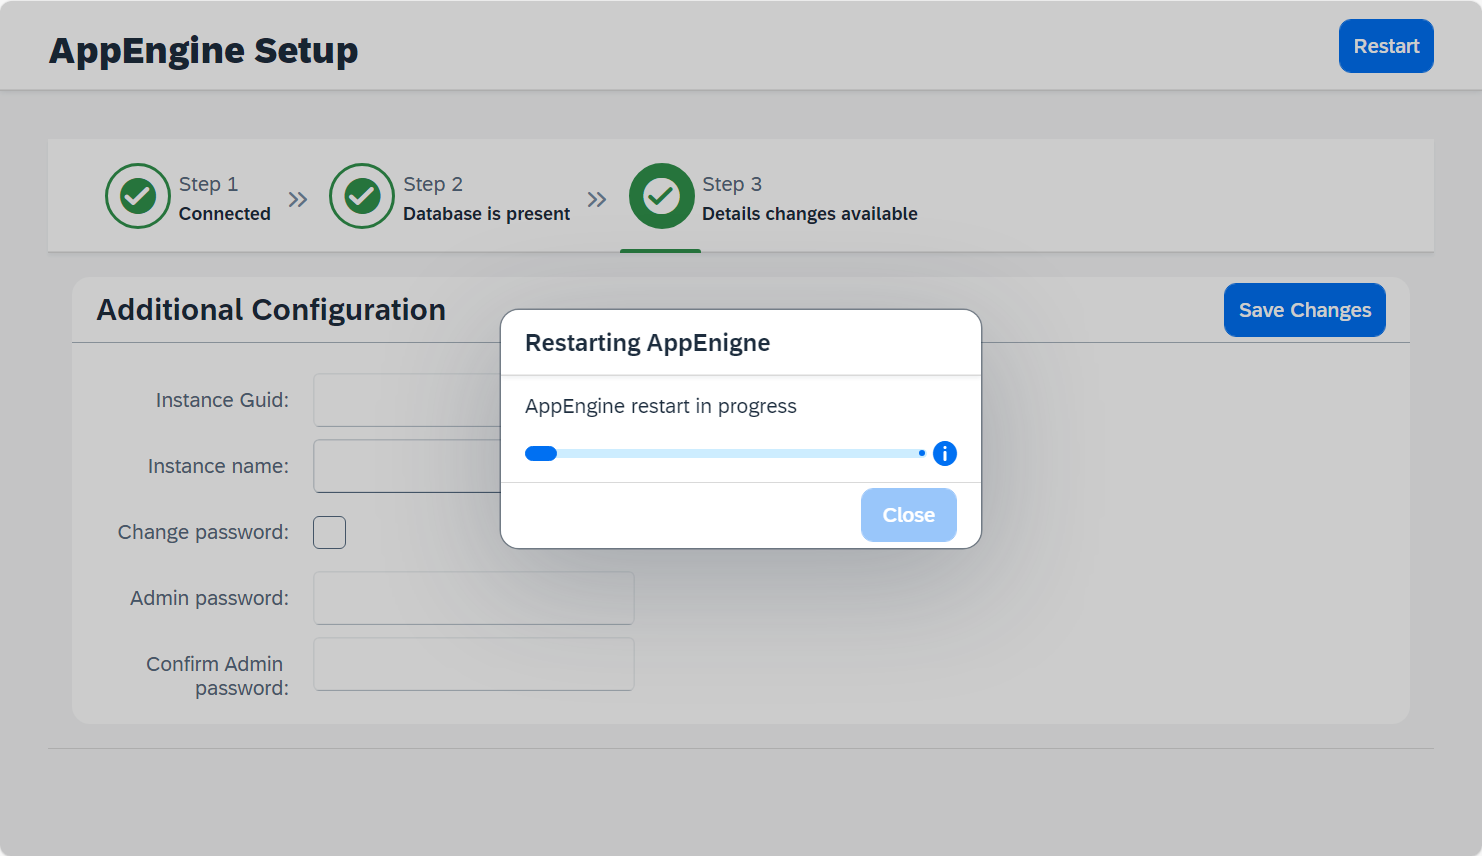 AppEngine Setup
Restart
Step 1
Connected
Step 2
Database is present
Step 3
Details changes available
Additional Configuration
Save Changes
Instance Guid:
Instance name:
Change password:
Admin password:
Confirm Admin
password:
Restarting AppEnigne
AppEngine restart in progress
Close